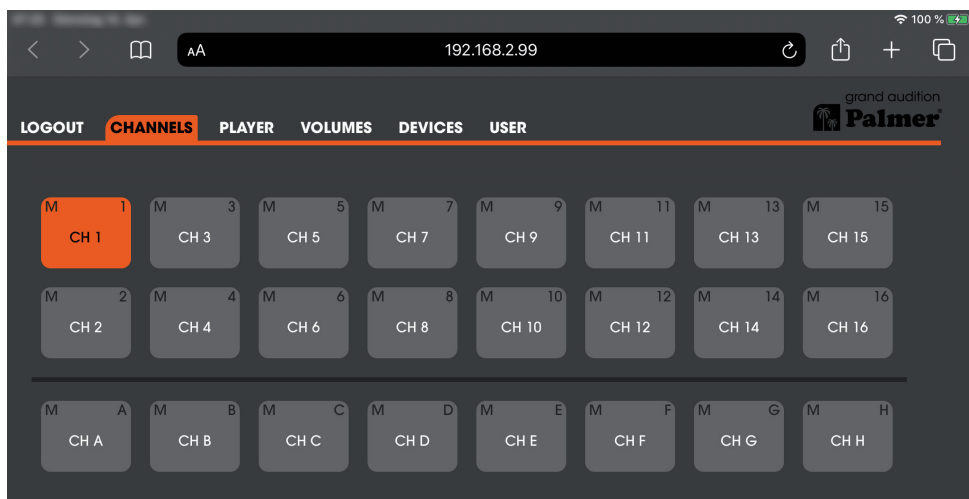 100 %
AA 192.168.2.99
grand audition
Palmer
LOGOUT CHANNELS PLAYER VOLUMES DEVICES USER
M 1 M 3 M 5 M 7 M 9 M 11 M 13 M 15
CH 1 CH 3 CH 5 CH 7 CH 9 CH 11 CH 13 CH 15
M 2 M 4 M 6 M 8 M 10 M 12 M 14 M 16
CH 2 CH 4 CH 6 CH 8 CH 10 CH 12 CH 14 CH 16
M A M B M C M D M E M F M G M H
CH A CH B CH C CH D CH E CH F CH G CH H